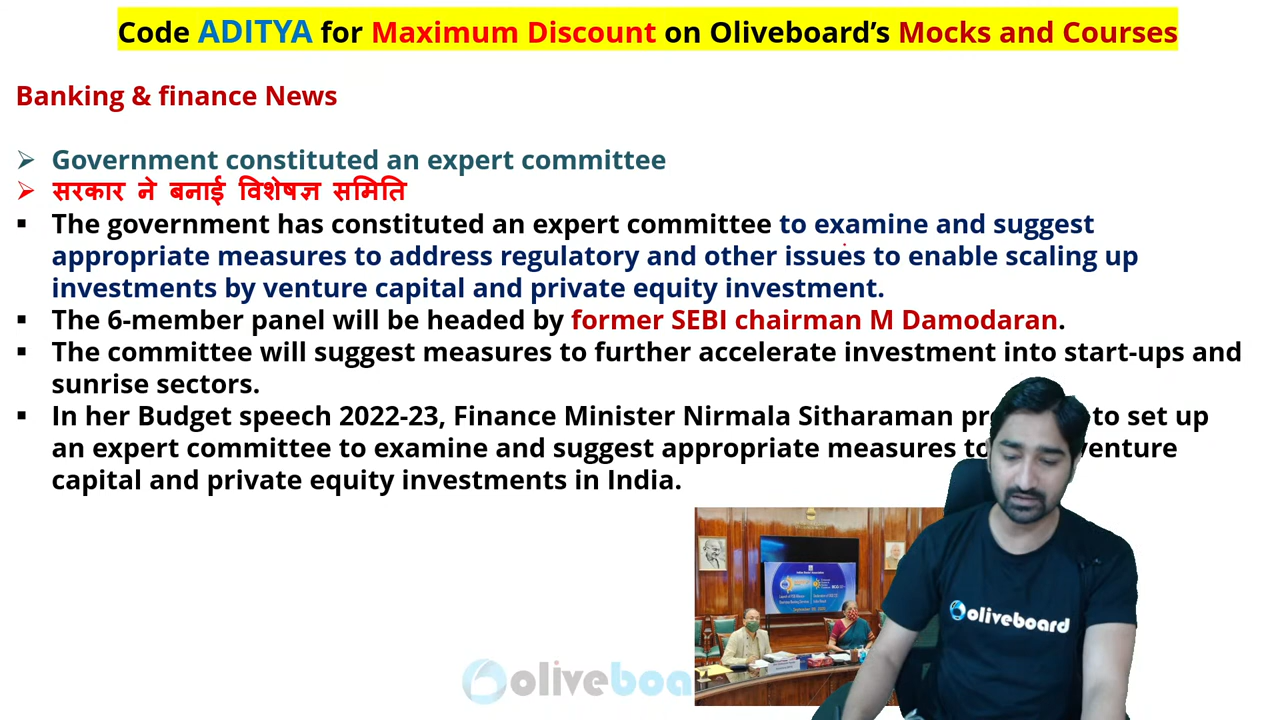 Code ADITYA for Maximum Discount on Oliveboard’s Mocks and Courses
Banking & finance News
➢ Government constituted an expert committee
➢ सरकार ने बनाई विशेषज्ञ समिति
▪ The government has constituted an expert committee to examine and suggest
appropriate measures to address regulatory and other issues to enable scaling up
investments by venture capital and private equity investment.
▪ The 6-member panel will be headed by former SEBI chairman M Damodaran.
▪ The committee will suggest measures to further accelerate investment into start-ups and
sunrise sectors.
▪ In her Budget speech 2022-23, Finance Minister Nirmala Sitharaman to set up
an expert committee to examine and suggest appropriate measures to venture
capital and private equity investments in India.
oliveboard
oliveboa